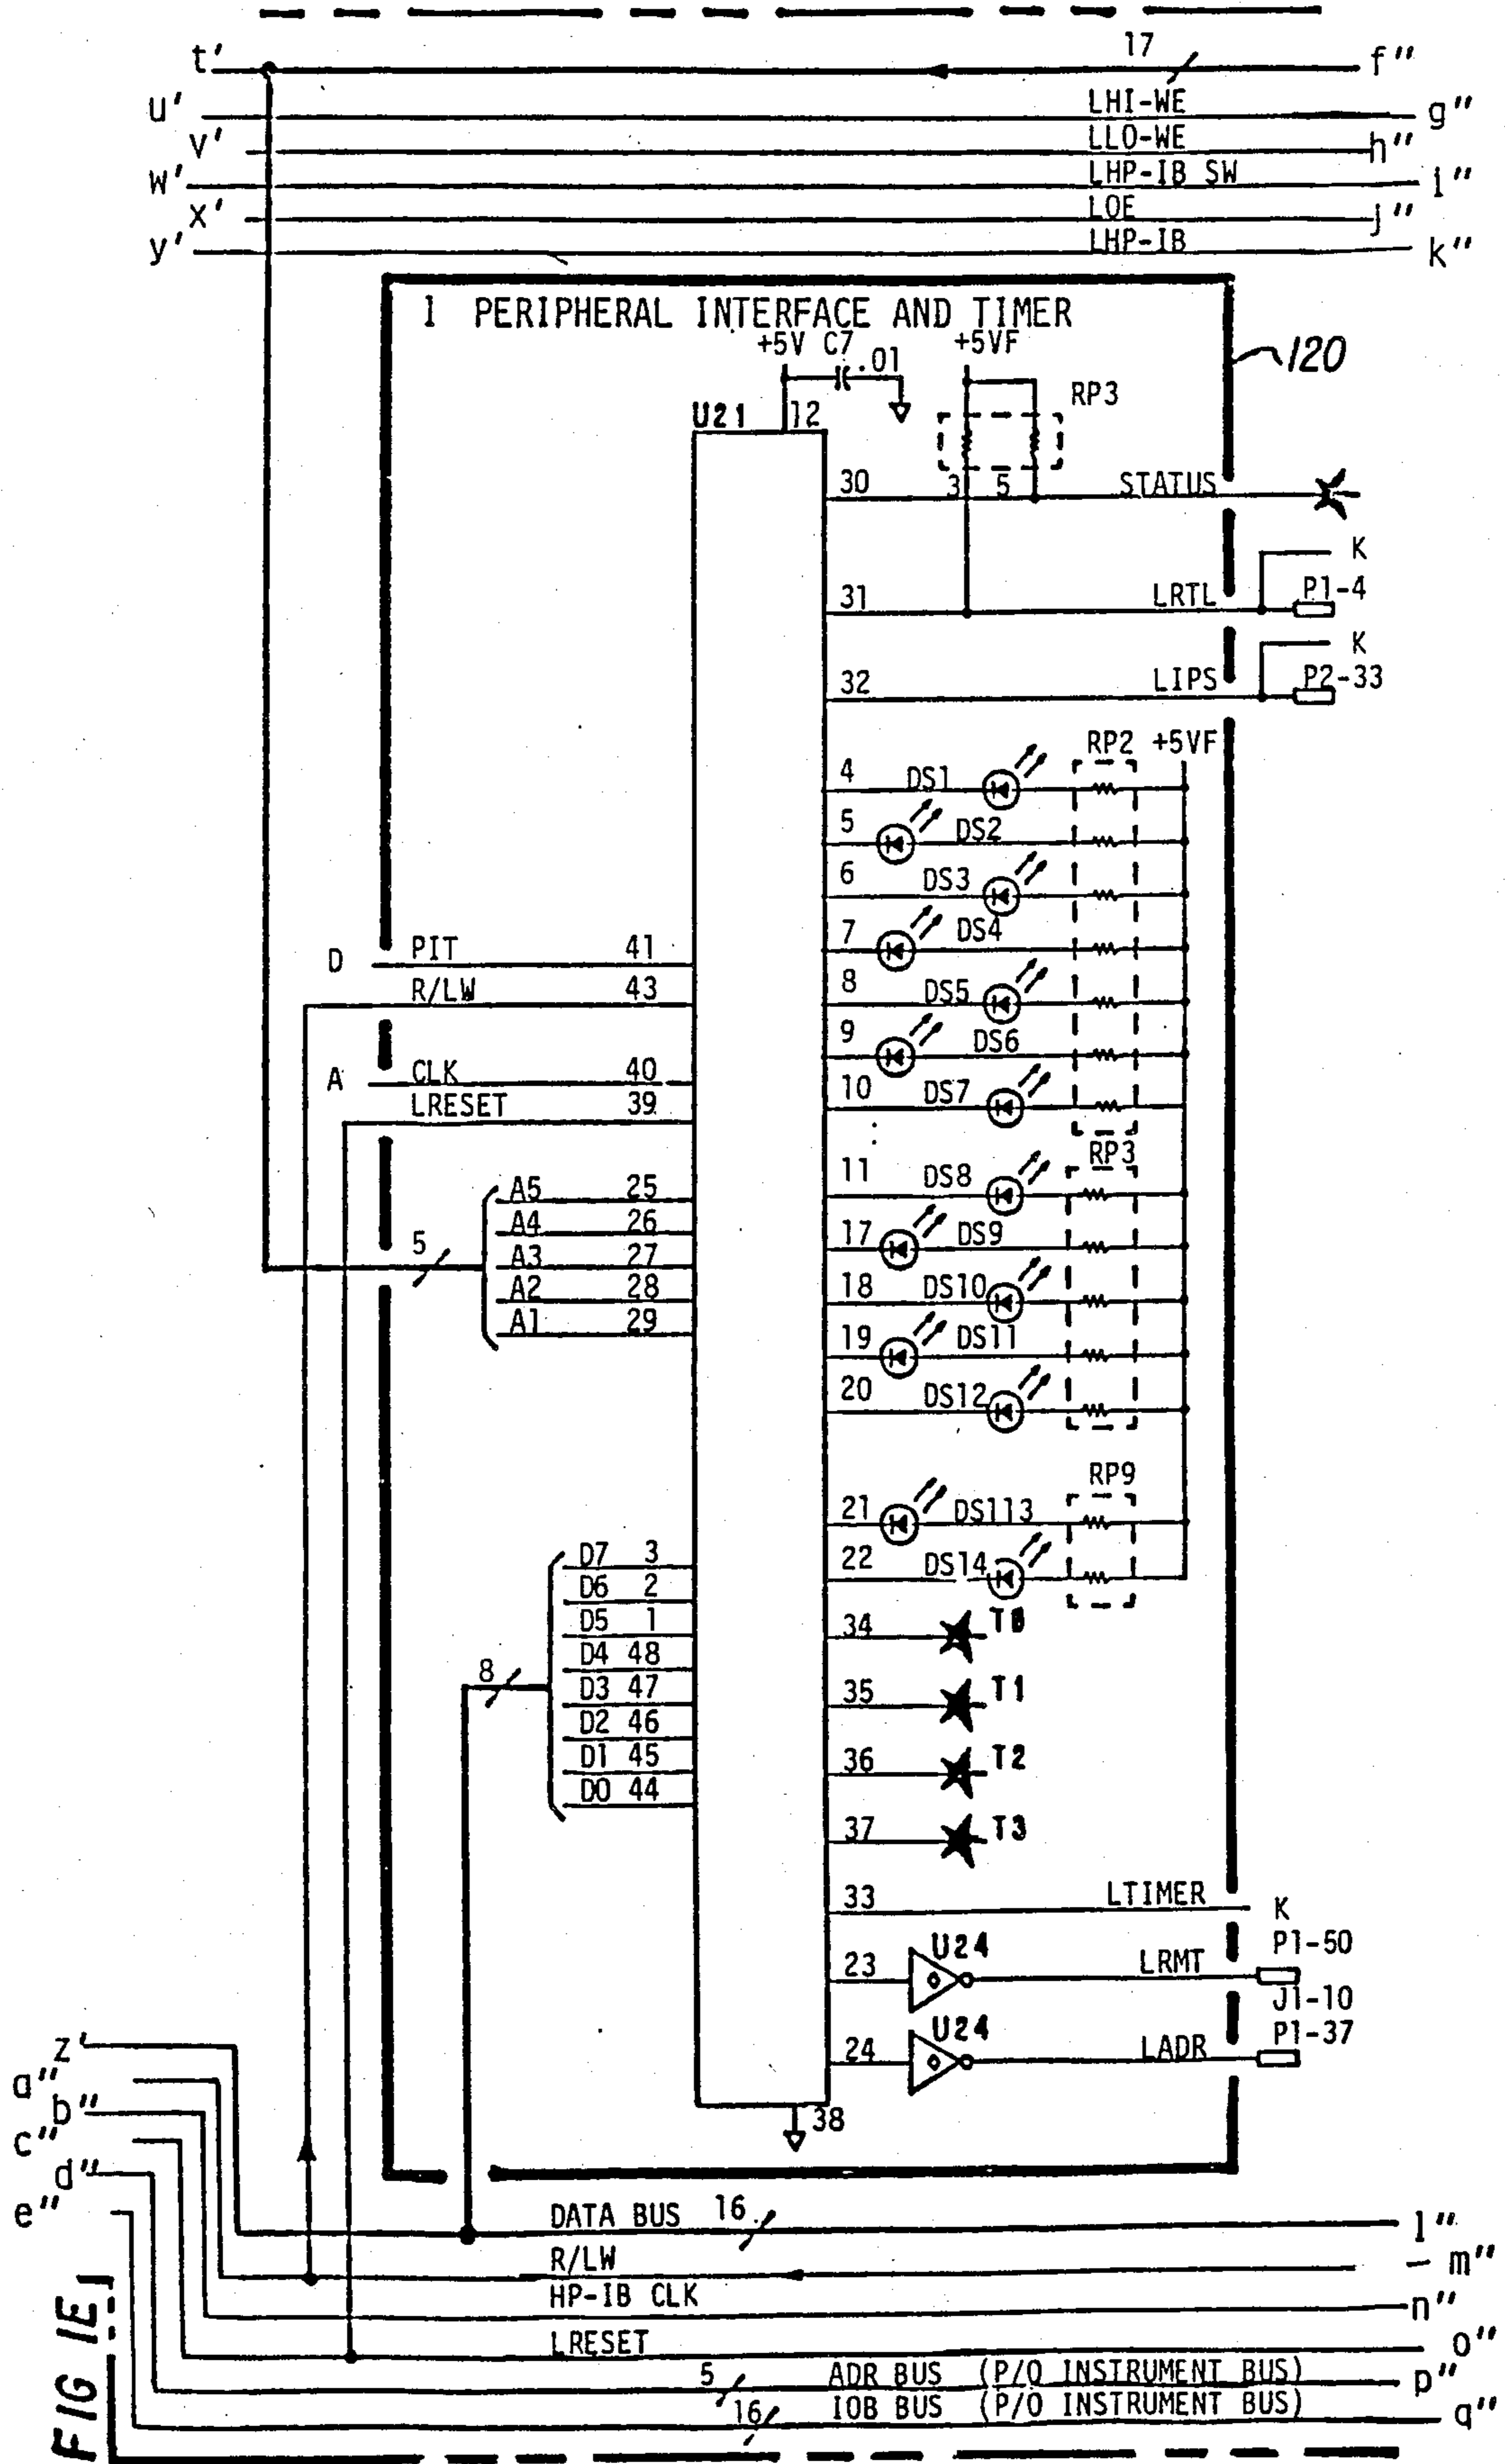 t' 17 f"
u' LHI-WE g"
v' LLO-WE h"
w' LHP-IB SW i"
x' LOE j"
y' LHP-IB k"
1 PERIPHERAL INTERFACE AND TIMER
+5V C7 +5VF
.01
120
RP3
U21 12
30 3 5 STATUS
K
31 LRTL P1-4
K
32 LIPS P2-33
RP2 +5VF
4 DS1
5 DS2
6 DS3
7 DS4
D PIT 41
8 DS5
R/LW 43
9 DS6
A CLK 40
10 DS7
LRESET 39
RP3
11 DS8
A5 25
A4 26
17 DS9
5 A3 27
18 DS10
A2 28
A1 29
19 DS11
20 DS12
RP9
21 DS113
D7 3
22 DS14
D6 2
D5 1
34 T0
D4 48
8 D3 47
35 T1
D2 46
D1 45
36 T2
D0 44
37 T3
33 LTIMER K
P1-50
23 U24 LRMT
J1-10
P1-37
24 U24 LADR
z'
a"
b"
38
c"
d"
e"
DATA BUS 16 l"
R/LW m"
HP-IB CLK n"
LRESET o"
5 ADR BUS (P/O INSTRUMENT BUS) p"
16 IOB BUS (P/O INSTRUMENT BUS) q"
FIG 1E